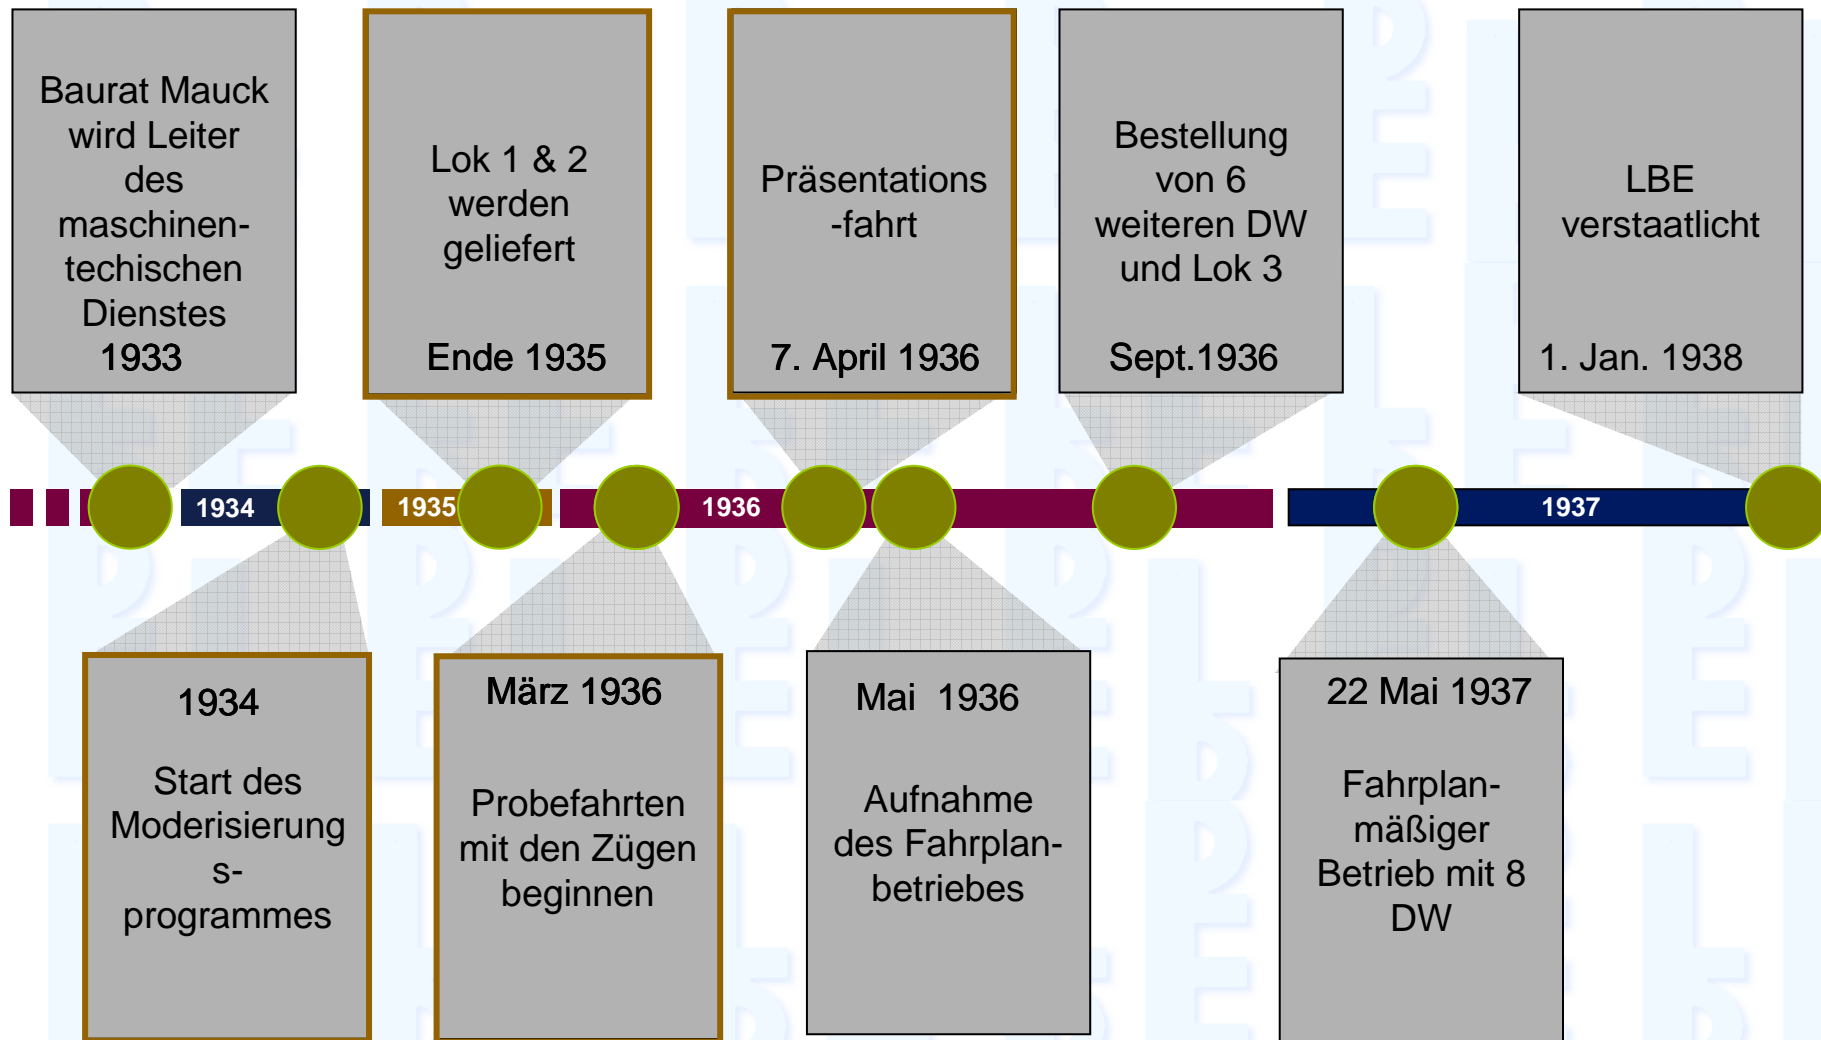 Baurat Mauck
wird Leiter
des
maschinen-
techischen
Dienstes
1933
Lok 1 & 2
werden
geliefert
Ende 1935
Präsentations
-fahrt
7. April 1936
Bestellung
von 6
weiteren DW
und Lok 3
Sept.1936
LBE
verstaatlicht
1. Jan. 1938
1934
1935
1936
1937
1934
Start des
Moderisierung
s-
programmes
März 1936
Probefahrten
mit den Zügen
beginnen
Mai 1936
Aufnahme
des Fahrplan-
betriebes
22 Mai 1937
Fahrplan-
mäßiger
Betrieb mit 8
DW